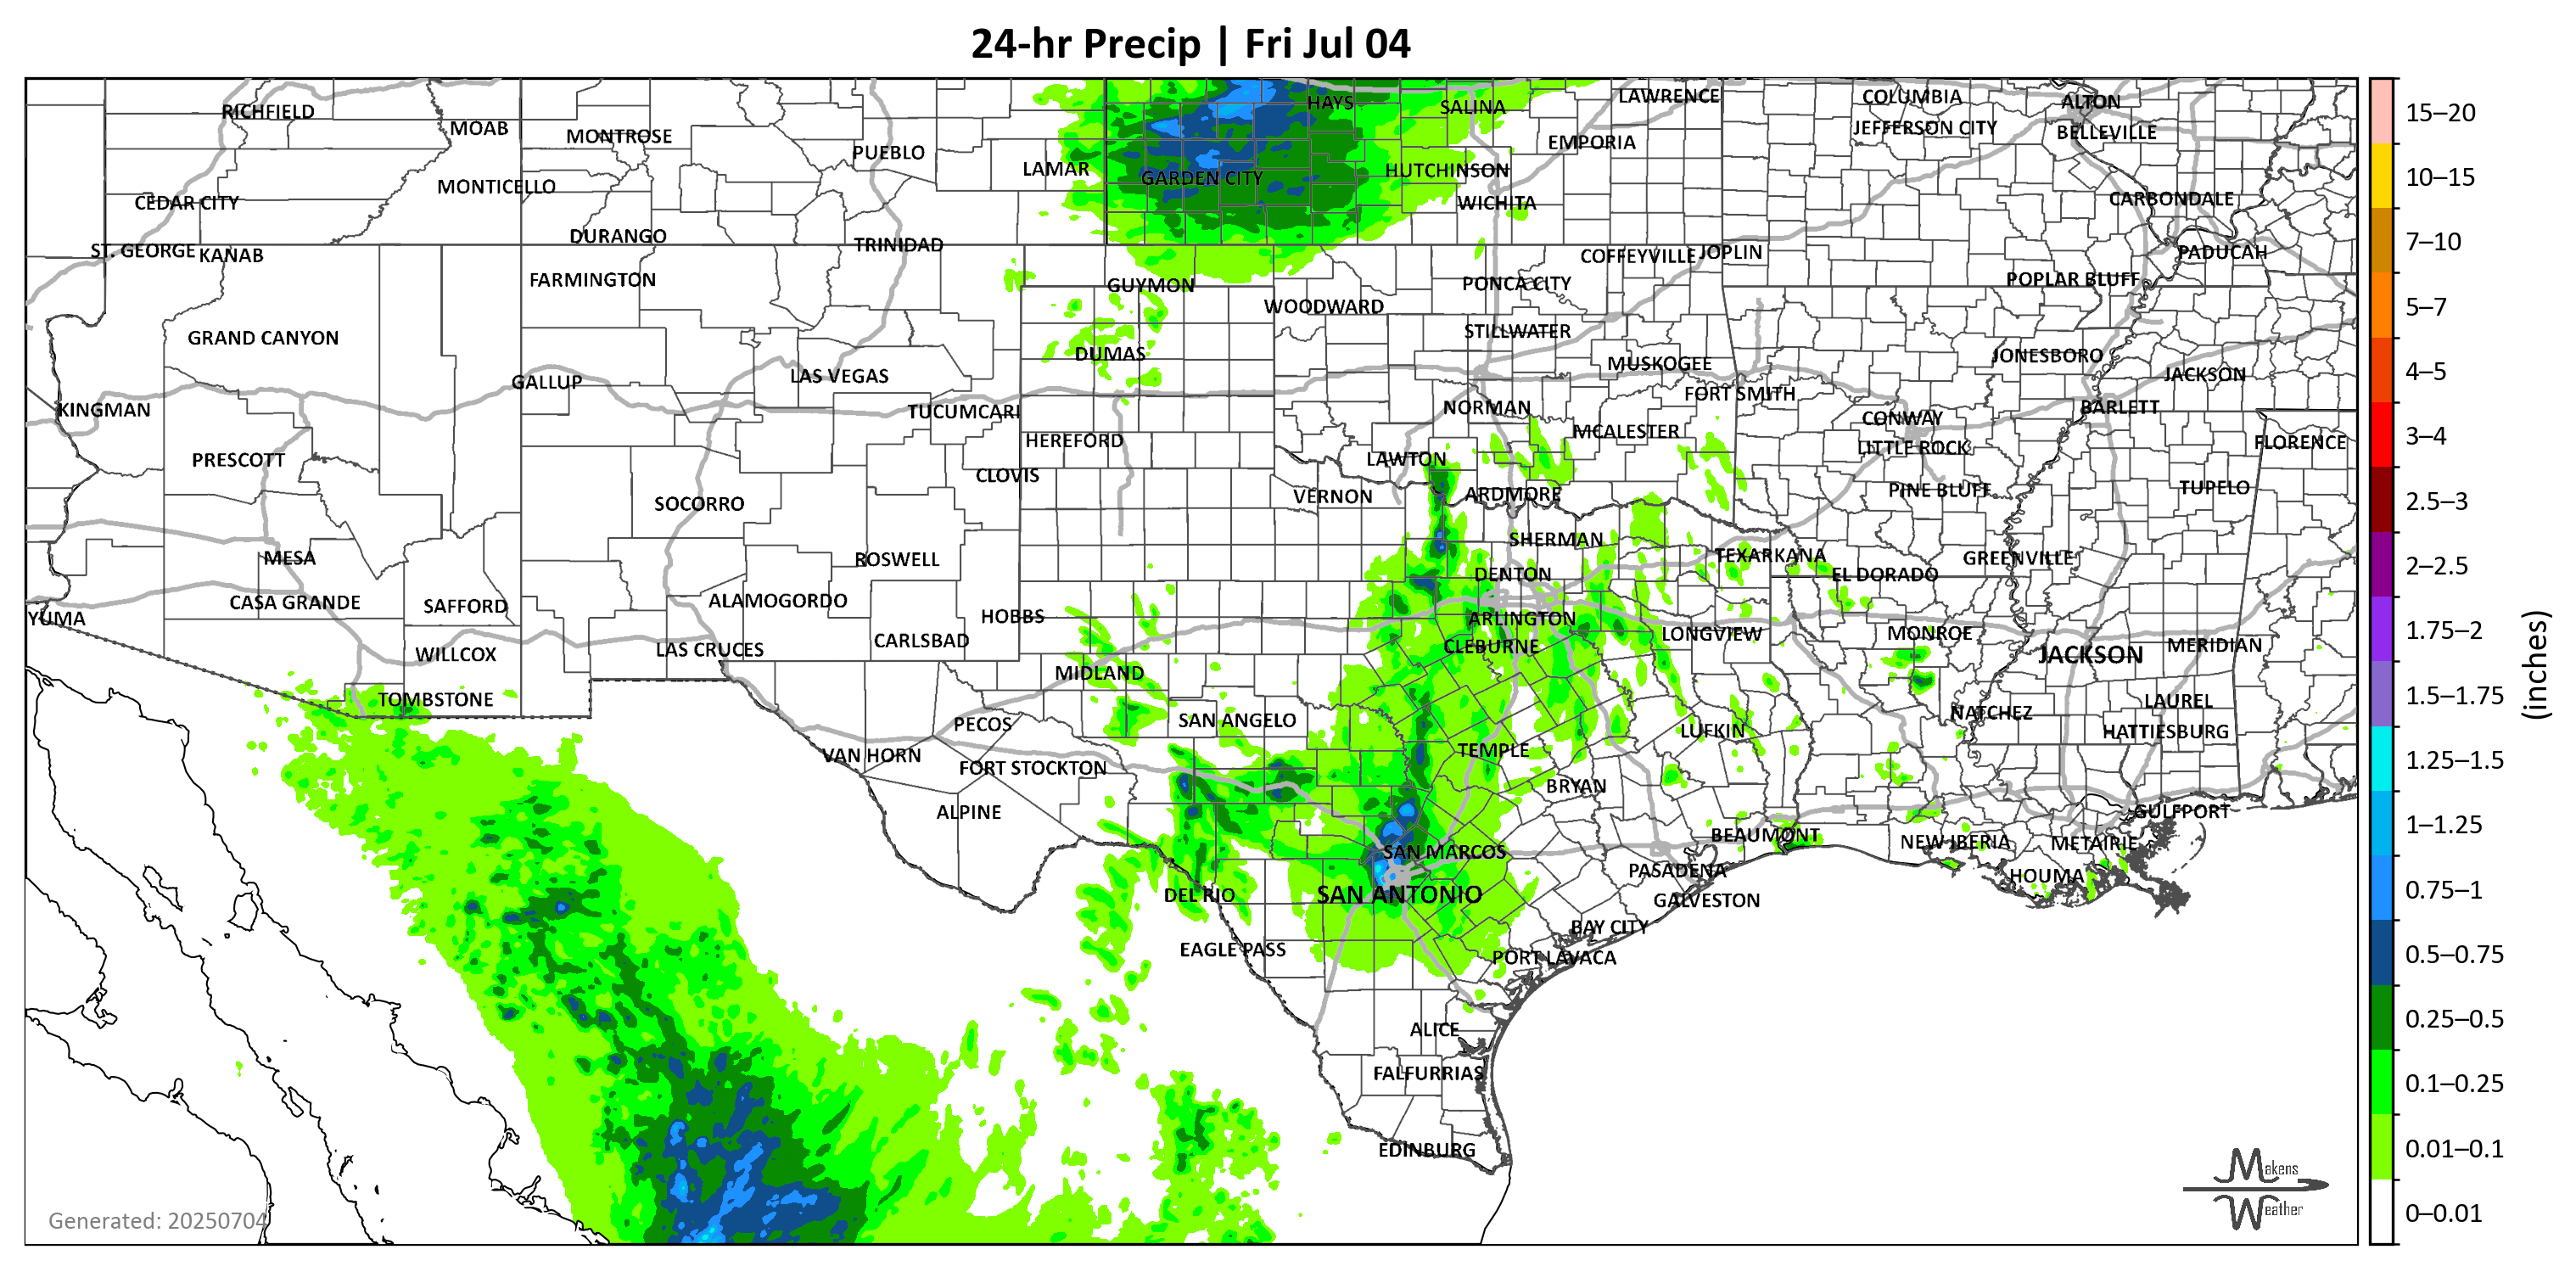 24-hr Precip | Fri Jul 04
RICHFIELD
MOAB
MONTROSE
PUEBLO
LAMAR
HAYS
SALINA
LAWRENCE
COLUMBIA
ALTON
JEFFERSON CITY
BELLEVILLE
EMPORIA
HUTCHINSON
GARDEN CITY
MONTICELLO
CEDAR CITY
WICHITA
CARBONDALE
DURANGO
TRINIDAD
ST. GEORGE
KANAB
COFFEYVILLE
JOPLIN
PADUCAH
FARMINGTON
GUYMON
PONCA CITY
POPLAR BLUFF
WOODWARD
GRAND CANYON
STILLWATER
DUMAS
MUSKOGEE
JONESBORO
GALLUP
LAS VEGAS
JACKSON
FORT SMITH
KINGMAN
TUCUMCARI
NORMAN
CONWAY
BARLETT
HEREFORD
MCALESTER
LITTLE ROCK
FLORENCE
PRESCOTT
LAWTON
CLOVIS
SOCORRO
VERNON
ARDMORE
PINE BLUFF
TUPELO
MESA
ROSWELL
SHERMAN
TEXARKANA
GREENVILLE
DENTON
EL DORADO
CASA GRANDE
SAFFORD
ALAMOGORDO
HOBBS
YUMA
ARLINGTON
LONGVIEW
MONROE
CARLSBAD
CLEBURNE
LAS CRUCES
WILLCOX
JACKSON
MERIDIAN
MIDLAND
TOMBSTONE
LAUREL
PECOS
SAN ANGELO
NATCHEZ
LUFKIN
HATTIESBURG
VAN HORN
FORT STOCKTON
TEMPLE
BRYAN
ALPINE
GULFPORT
BEAUMONT
NEW IBERIA
METAIRIE
SAN MARCOS
PASADENA
HOUMA
DEL RIO
SAN ANTONIO
GALVESTON
BAY CITY
EAGLE PASS
PORT LAVACA
ALICE
FALFURRIAS
EDINBURG
Generated: 20250704
Makens
Weather
15–20
10–15
7–10
5–7
4–5
3–4
2.5–3
2–2.5
1.75–2
1.5–1.75
1.25–1.5
1–1.25
0.75–1
0.5–0.75
0.25–0.5
0.1–0.25
0.01–0.1
0–0.01
(inches)